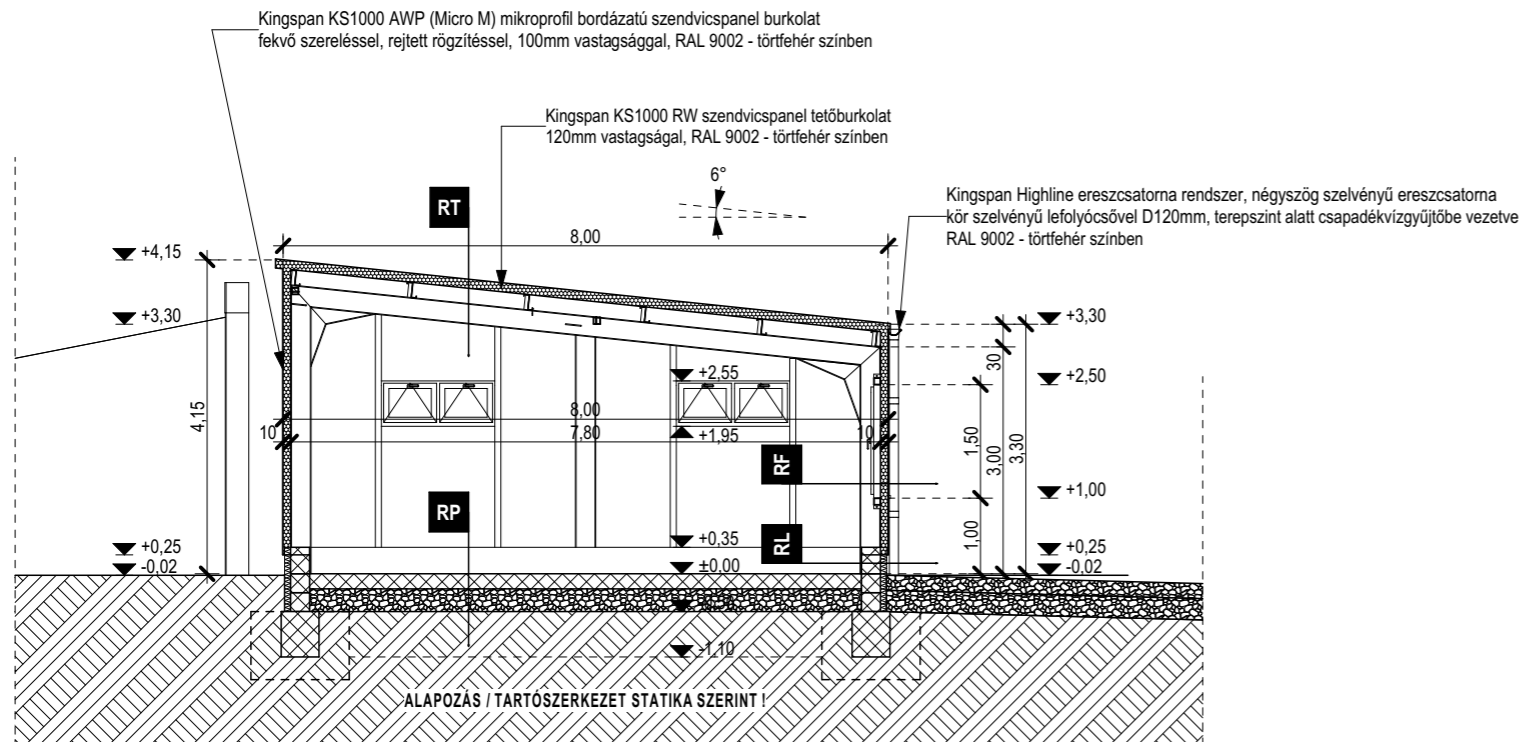 Kingspan KS1000 AWP (Micro M) mikroprofil bordázatú szendvicspanel burkolat
fekvő szereléssel, rejtett rögzítéssel, 100mm vastagsággal, RAL 9002 - törtfehér színben
Kingspan KS1000 RW szendvicspanel tetőburkolat
120mm vastagságal, RAL 9002 - törtfehér színben
6°
Kingspan Highline ereszcsatorna rendszer, négyszög szelvényű ereszcsatorna
kör szelvényű lefolyócsővel D120mm, terepszint alatt csapadékvízgyűjtőbe vezetve
RAL 9002 - törtfehér színben
RT
8,00
+4,15
+3,30
+3,30
30
+2,55
+2,50
4,15
8,00
10
7,80
10
+1,95
1,50
3,00
3,30
RF
+1,00
RP
RL
1,00
+0,35
+0,25
+0,25
-0,02
±0,00
-0,02
-1,10
ALAPOZÁS / TARTÓSZERKEZET STATIKA SZERINT !